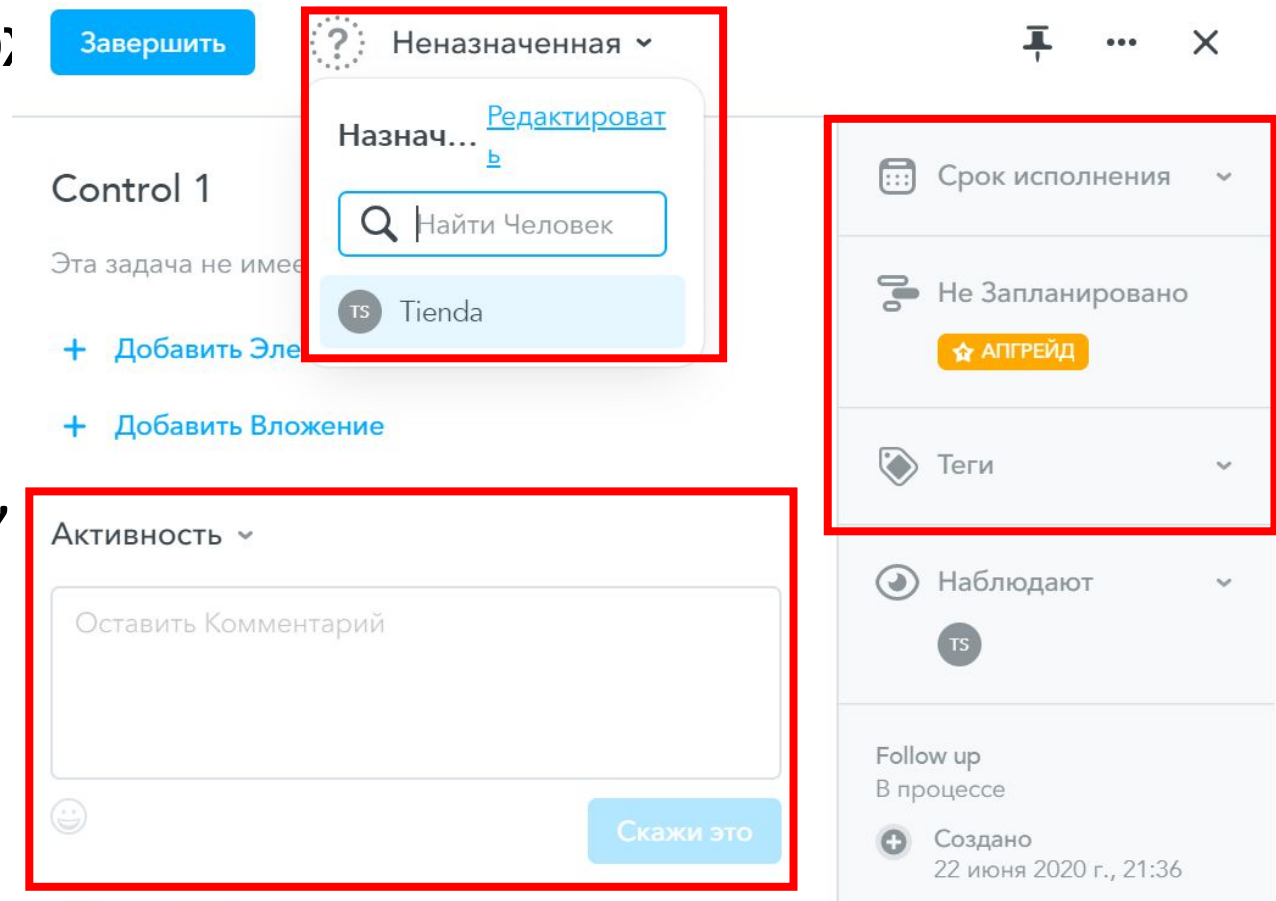 Завершить
? Неназначенная
Назнач... Редактироват
ь
Найти Человек
TS Tienda
Control 1
Эта задача не имее
+ Добавить Эле
+ Добавить Вложение
Активность
Оставить Комментарий
Скажи это
Срок исполнения
Не Запланировано
АПГРЕЙД
Теги
Наблюдают
TS
Follow up
В процессе
Создано
22 июня 2020 г., 21:36